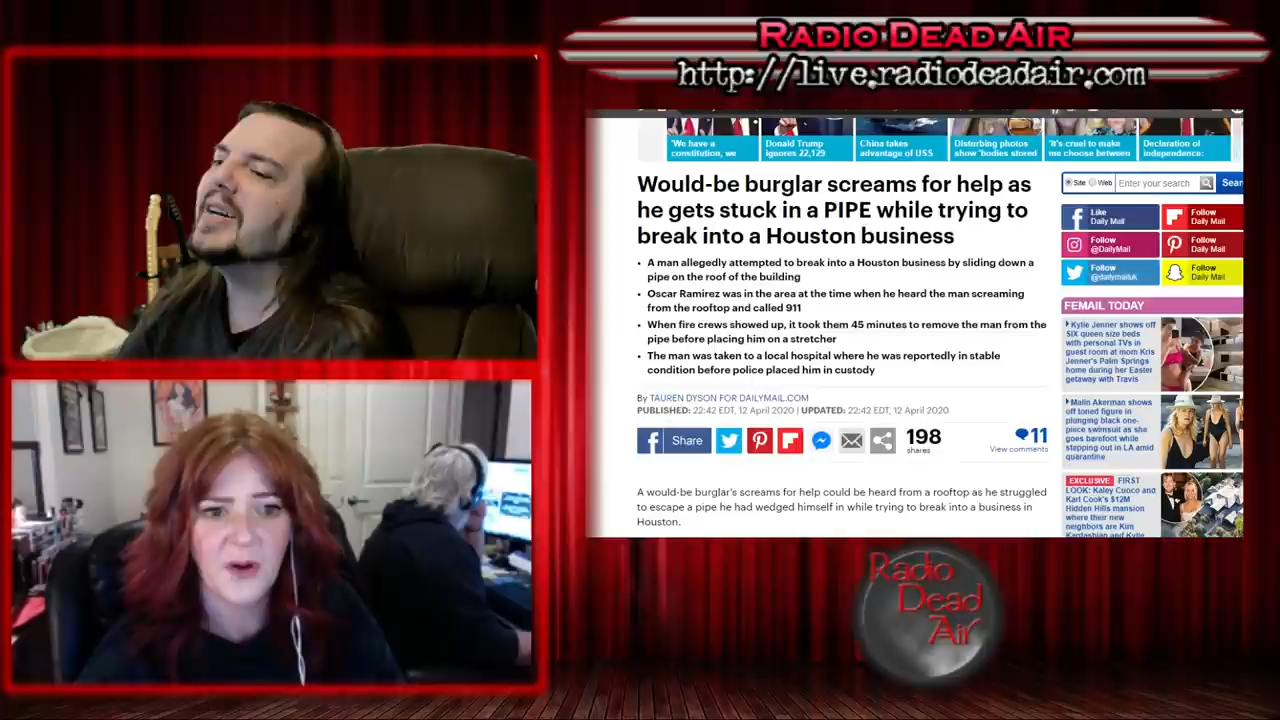 RADIO DEAD AIR
http://live.radiodeadair.com
'We have a
constitution, we
Donald Trump
ignores 22,129
China takes
advantage of USS
Disturbing photos
show 'bodies stored
'It's cruel to make
me choose between
Declaration of
independence:
Would-be burglar screams for help as
he gets stuck in a PIPE while trying to
break into a Houston business
• A man allegedly attempted to break into a Houston business by sliding down a
pipe on the roof of the building
• Oscar Ramirez was in the area at the time when he heard the man screaming
from the rooftop and called 911
• When fire crews showed up, it took them 45 minutes to remove the man from the
pipe before placing him on a stretcher
• The man was taken to a local hospital where he was reportedly in stable
condition before police placed him in custody
By TAUREN DYSON FOR DAILYMAIL.COM
PUBLISHED: 22:42 EDT, 12 April 2020 | UPDATED: 22:42 EDT, 12 April 2020
Share
198
shares
11
View comments
A would-be burglar's screams for help could be heard from a rooftop as he struggled
to escape a pipe he had wedged himself in while trying to break into a business in
Houston.
Site Web Enter your search Sear
Like
Daily Mail
Follow
Daily Mail
Follow
@DailyMail
Follow
Daily Mail
Follow
@dailymailuk
Follow
Daily Mail
FEMAIL TODAY
Kylie Jenner shows off
SIX queen size beds
with personal TVs in
guest room at mom Kris
Jenner's Palm Springs
home during her Easter
getaway with Travis
Malin Akerman shows
off toned figure in
plunging black one-
piece swimsuit as she
goes barefoot while
stepping out in LA amid
quarantine
EXCLUSIVE FIRST
LOOK: Kaley Cuoco and
Karl Cook's $12M
Hidden Hills mansion
where their new
neighbors are Kim
Kardashian and Kylie
Radio
Dead
Air